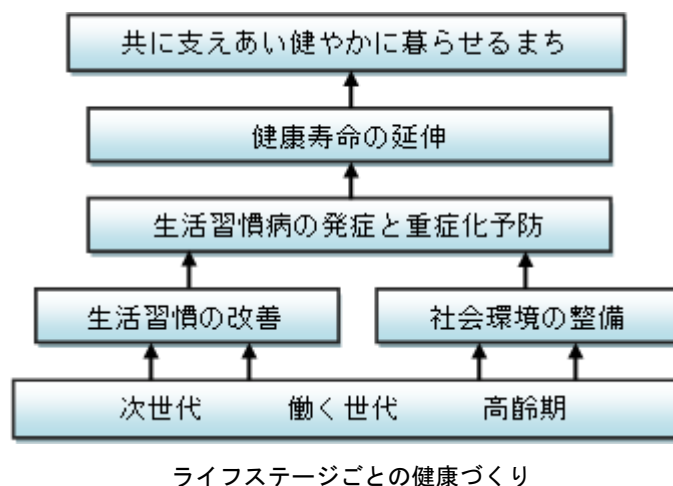 共に支えあい健やかに暮らせるまち
健康寿命の延伸
生活習慣病の発症と重症化予防
生活習慣の改善 社会環境の整備
次世代 働く世代 高齢期
ライフステージごとの健康づくり